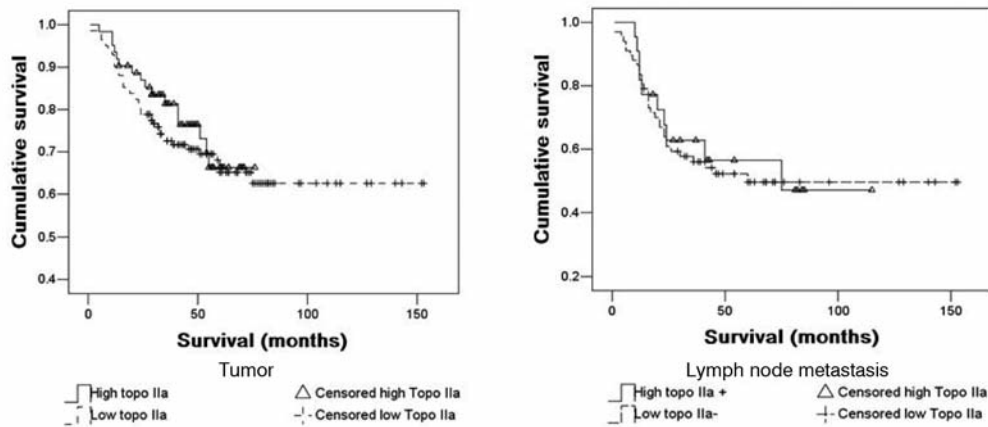 Cumulative survival
1.0
0.9
0.8
0.7
0.6
0.5
0.4
0
50
100
150
Survival (months)
Tumor
High topo IIa
Censored high Topo IIa
Low topo IIa
Censored low Topo IIa
Cumulative survival
1.0
0.8
0.6
0.4
0.2
0
50
100
150
Survival (months)
Lymph node metastasis
High topo IIa +
Censored high Topo IIa
Low topo IIa-
Censored low Topo IIa